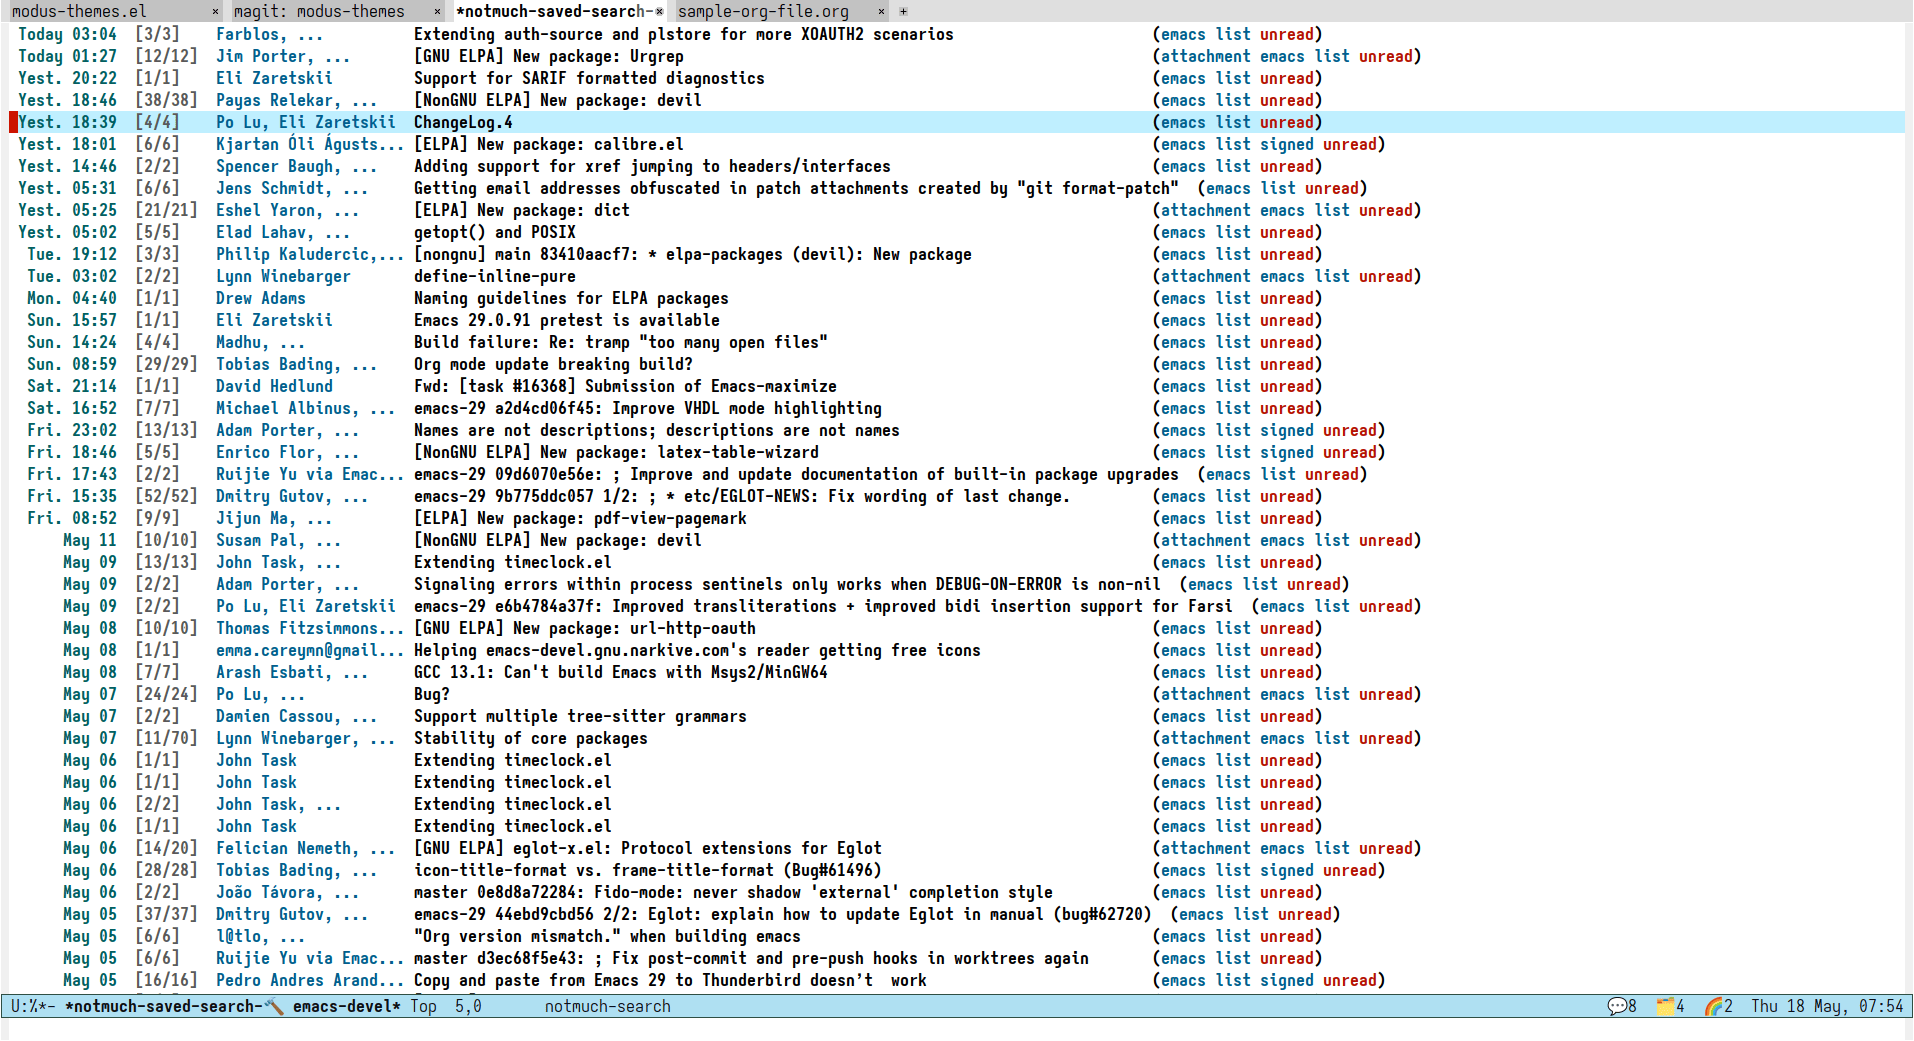 modus-themes.el × magit: modus-themes × *notmuch-saved-search-× sample-org-file.org × +
Today 03:04 [3/3] Farblos, ... Extending auth-source and plstore for more XOAUTH2 scenarios (emacs list unread)
Today 01:27 [12/12] Jim Porter, ... [GNU ELPA] New package: Urgrep (attachment emacs list unread)
Yest. 20:22 [1/1] Eli Zaretskii Support for SARIF formatted diagnostics (emacs list unread)
Yest. 18:46 [38/38] Payas Relekar, ... [NonGNU ELPA] New package: devil (emacs list unread)
Yest. 18:39 [4/4] Po Lu, Eli Zaretskii ChangeLog.4 (emacs list unread)
Yest. 18:01 [6/6] Kjartan Óli Ágústs... [ELPA] New package: calibre.el (emacs list signed unread)
Yest. 14:46 [2/2] Spencer Baugh, ... Adding support for xref jumping to headers/interfaces (emacs list unread)
Yest. 05:31 [6/6] Jens Schmidt, ... Getting email addresses obfuscated in patch attachments created by "git format-patch" (emacs list unread)
Yest. 05:25 [21/21] Eshel Yaron, ... [ELPA] New package: dict (attachment emacs list unread)
Yest. 05:02 [5/5] Elad Lahav, ... getopt() and POSIX (emacs list unread)
Tue. 19:12 [3/3] Philip Kaludercic,... [nongnu] main 83410aacf7: * elpa-packages (devil): New package (emacs list unread)
Tue. 03:02 [2/2] Lynn Winebarger define-inline-pure (attachment emacs list unread)
Mon. 04:40 [1/1] Drew Adams Naming guidelines for ELPA packages (emacs list unread)
Sun. 15:57 [1/1] Eli Zaretskii Emacs 29.0.91 pretest is available (emacs list unread)
Sun. 14:24 [4/4] Madhu, ... Build failure: Re: tramp "too many open files" (emacs list unread)
Sun. 08:59 [29/29] Tobias Bading, ... Org mode update breaking build? (emacs list unread)
Sat. 21:14 [1/1] David Hedlund Fwd: [task #16368] Submission of Emacs-maximize (emacs list unread)
Sat. 16:52 [7/7] Michael Albinus, ... emacs-29 a2d4cd06f45: Improve VHDL mode highlighting (emacs list unread)
Fri. 23:02 [13/13] Adam Porter, ... Names are not descriptions; descriptions are not names (emacs list signed unread)
Fri. 18:46 [5/5] Enrico Flor, ... [NonGNU ELPA] New package: latex-table-wizard (emacs list signed unread)
Fri. 17:43 [2/2] Ruijie Yu via Emac... emacs-29 09d6070e56e: ; Improve and update documentation of built-in package upgrades (emacs list unread)
Fri. 15:35 [52/52] Dmitry Gutov, ... emacs-29 9b775ddc057 1/2: ; * etc/EGLOT-NEWS: Fix wording of last change. (emacs list unread)
Fri. 08:52 [9/9] Jijun Ma, ... [ELPA] New package: pdf-view-pagemark (emacs list unread)
May 11 [10/10] Susam Pal, ... [NonGNU ELPA] New package: devil (attachment emacs list unread)
May 09 [13/13] John Task, ... Extending timeclock.el (emacs list unread)
May 09 [2/2] Adam Porter, ... Signaling errors within process sentinels only works when DEBUG-ON-ERROR is non-nil (emacs list unread)
May 09 [2/2] Po Lu, Eli Zaretskii emacs-29 e6b4784a37f: Improved transliterations + improved bidi insertion support for Farsi (emacs list unread)
May 08 [10/10] Thomas Fitzsimmons... [GNU ELPA] New package: url-http-oauth (emacs list unread)
May 08 [1/1] emma.careymn@gmail... Helping emacs-devel.gnu.narkive.com's reader getting free icons (emacs list unread)
May 08 [7/7] Arash Esbati, ... GCC 13.1: Can't build Emacs with Msys2/MinGW64 (emacs list unread)
May 07 [24/24] Po Lu, ... Bug? (attachment emacs list unread)
May 07 [2/2] Damien Cassou, ... Support multiple tree-sitter grammars (emacs list unread)
May 07 [11/70] Lynn Winebarger, ... Stability of core packages (attachment emacs list unread)
May 06 [1/1] John Task Extending timeclock.el (emacs list unread)
May 06 [1/1] John Task Extending timeclock.el (emacs list unread)
May 06 [2/2] John Task, ... Extending timeclock.el (emacs list unread)
May 06 [1/1] John Task Extending timeclock.el (emacs list unread)
May 06 [14/20] Felician Nemeth, ... [GNU ELPA] eglot-x.el: Protocol extensions for Eglot (attachment emacs list unread)
May 06 [28/28] Tobias Bading, ... icon-title-format vs. frame-title-format (Bug#61496) (emacs list signed unread)
May 06 [2/2] João Távora, ... master 0e8d8a72284: Fido-mode: never shadow 'external' completion style (emacs list unread)
May 05 [37/37] Dmitry Gutov, ... emacs-29 44ebd9cbd56 2/2: Eglot: explain how to update Eglot in manual (bug#62720) (emacs list unread)
May 05 [6/6] l@tlo, ... "Org version mismatch." when building emacs (emacs list unread)
May 05 [6/6] Ruijie Yu via Emac... master d3ec68f5e43: ; Fix post-commit and pre-push hooks in worktrees again (emacs list unread)
May 05 [16/16] Pedro Andres Arand... Copy and paste from Emacs 29 to Thunderbird doesn’t  work (emacs list signed unread)
U:%*- *notmuch-saved-search-🔨 emacs-devel* Top 5,0 notmuch-search 💬8 🗂️4 🌈2 Thu 18 May, 07:54